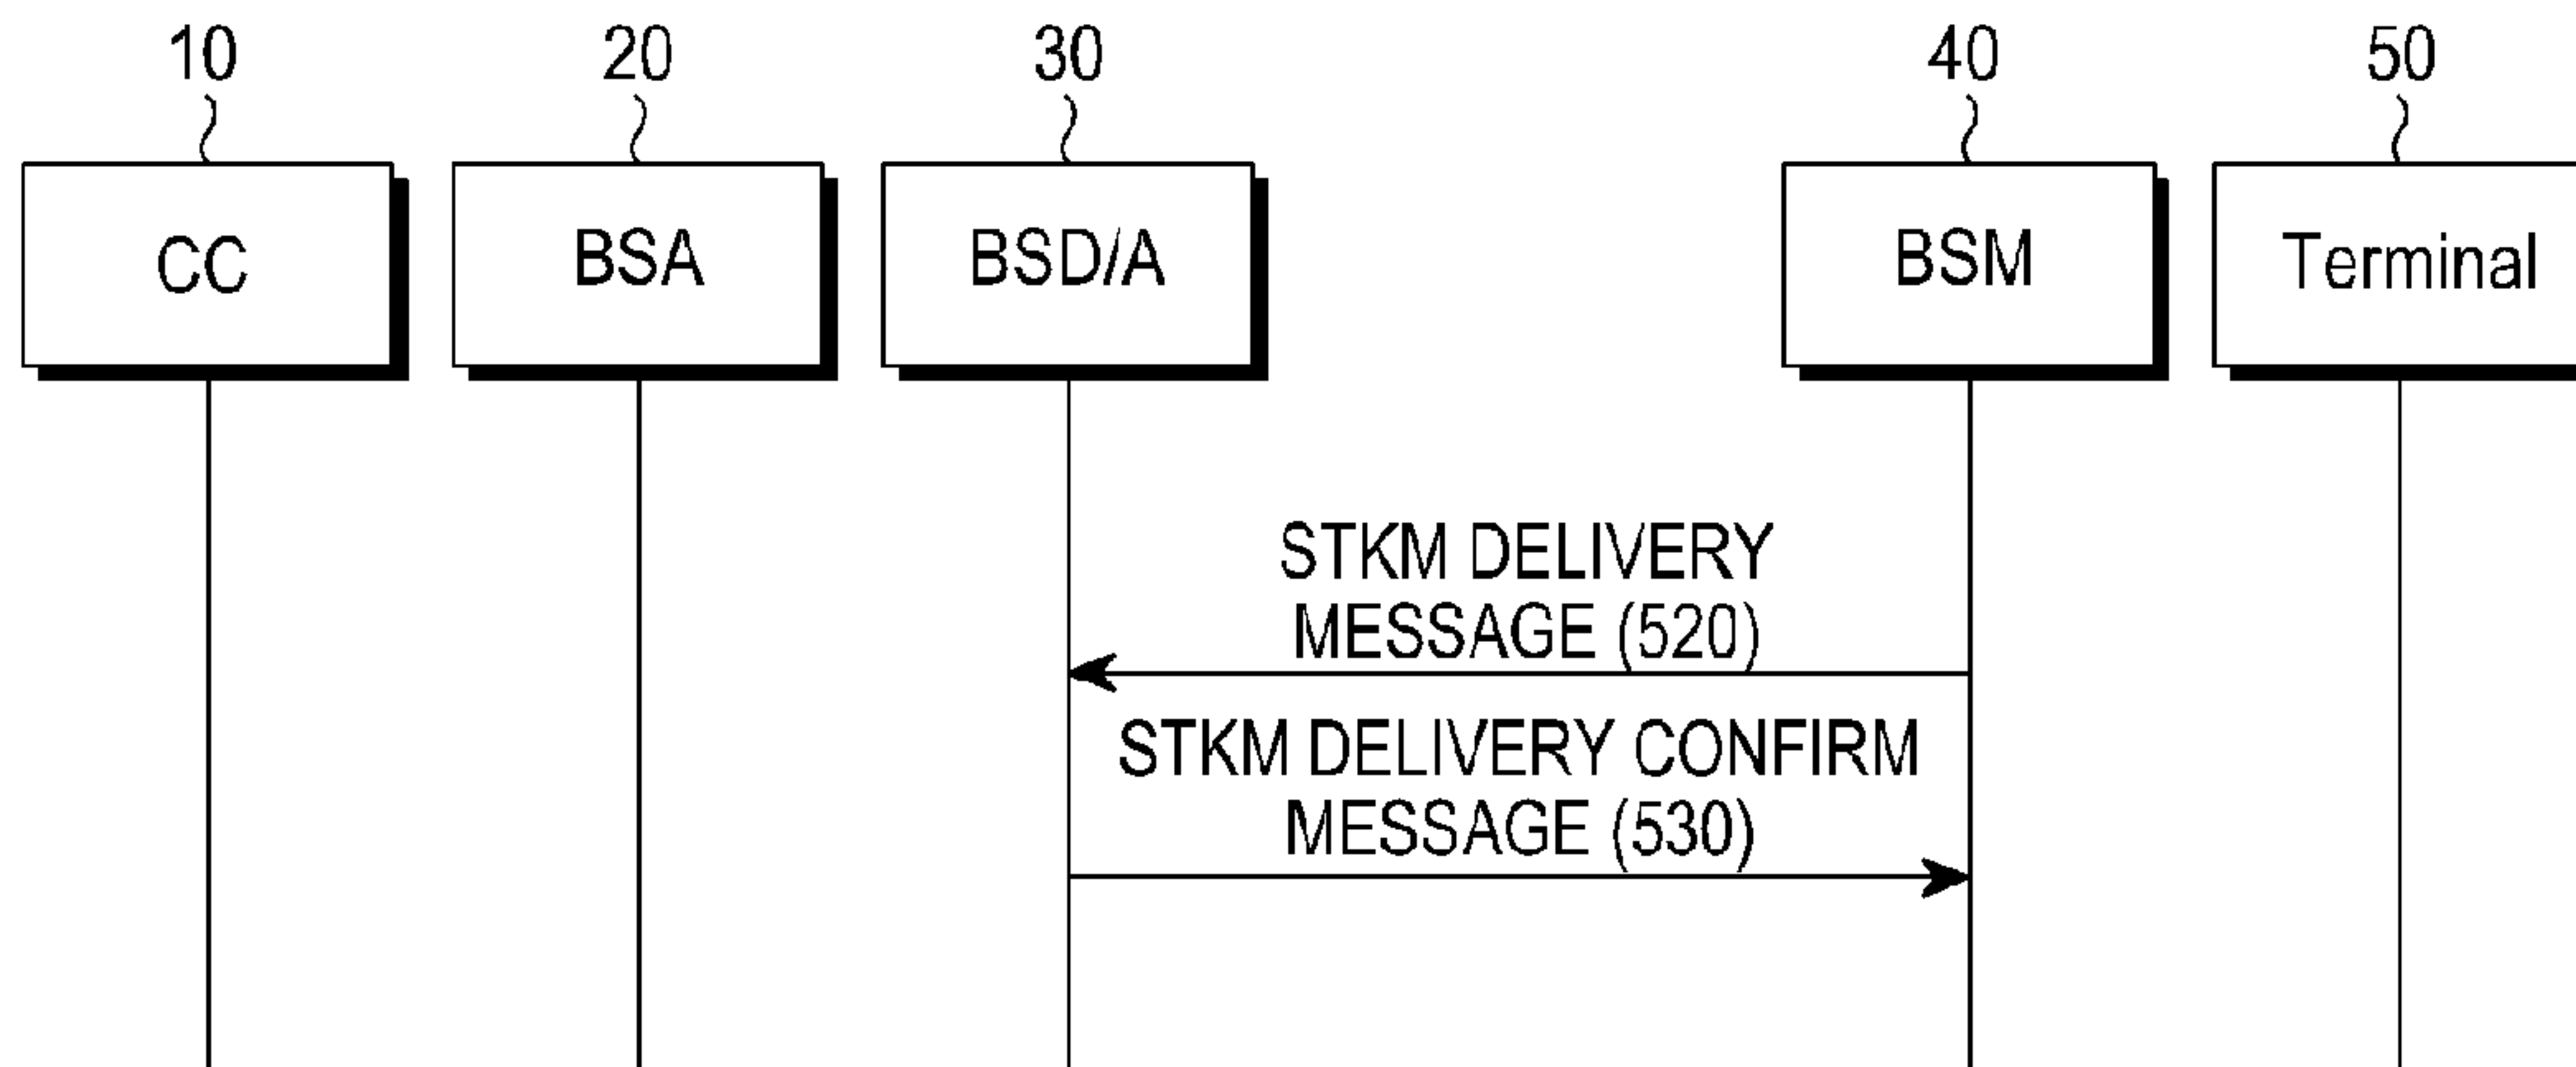 10
20
30
40
50
CC
BSA
BSD/A
BSM
Terminal
STKM DELIVERY
MESSAGE (520)
STKM DELIVERY CONFIRM
MESSAGE (530)